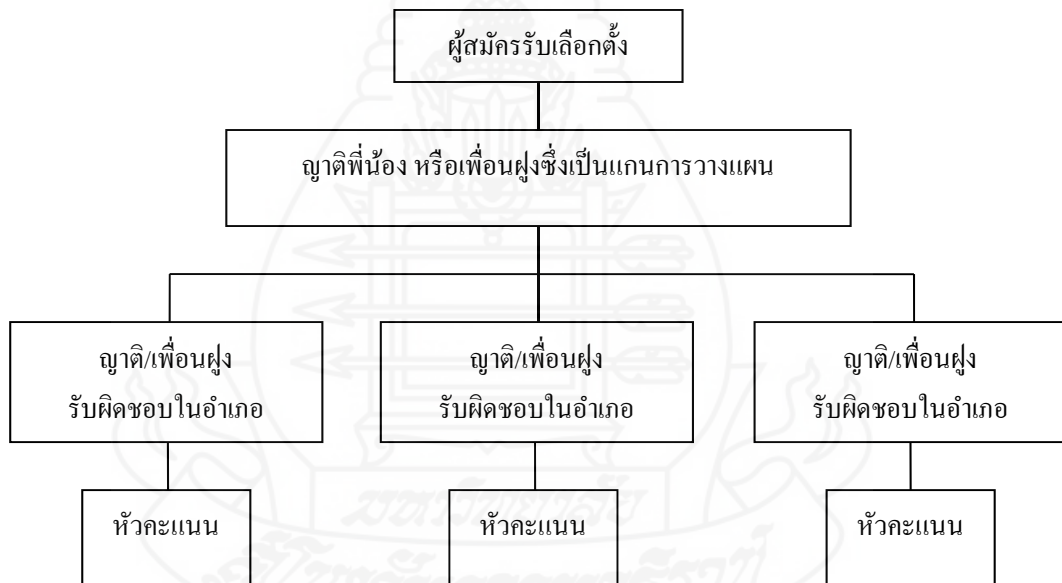 ผู้สมัครรับเลือกตั้ง
ญาติพี่น้อง หรือเพื่อนฝูงซึ่งเป็นแกนการวางแผน
ญาติ/เพื่อนฝูง
รับผิดชอบในอำเภอ
ญาติ/เพื่อนฝูง
รับผิดชอบในอำเภอ
ญาติ/เพื่อนฝูง
รับผิดชอบในอำเภอ
หัวคะแนน
หัวคะแนน
หัวคะแนน